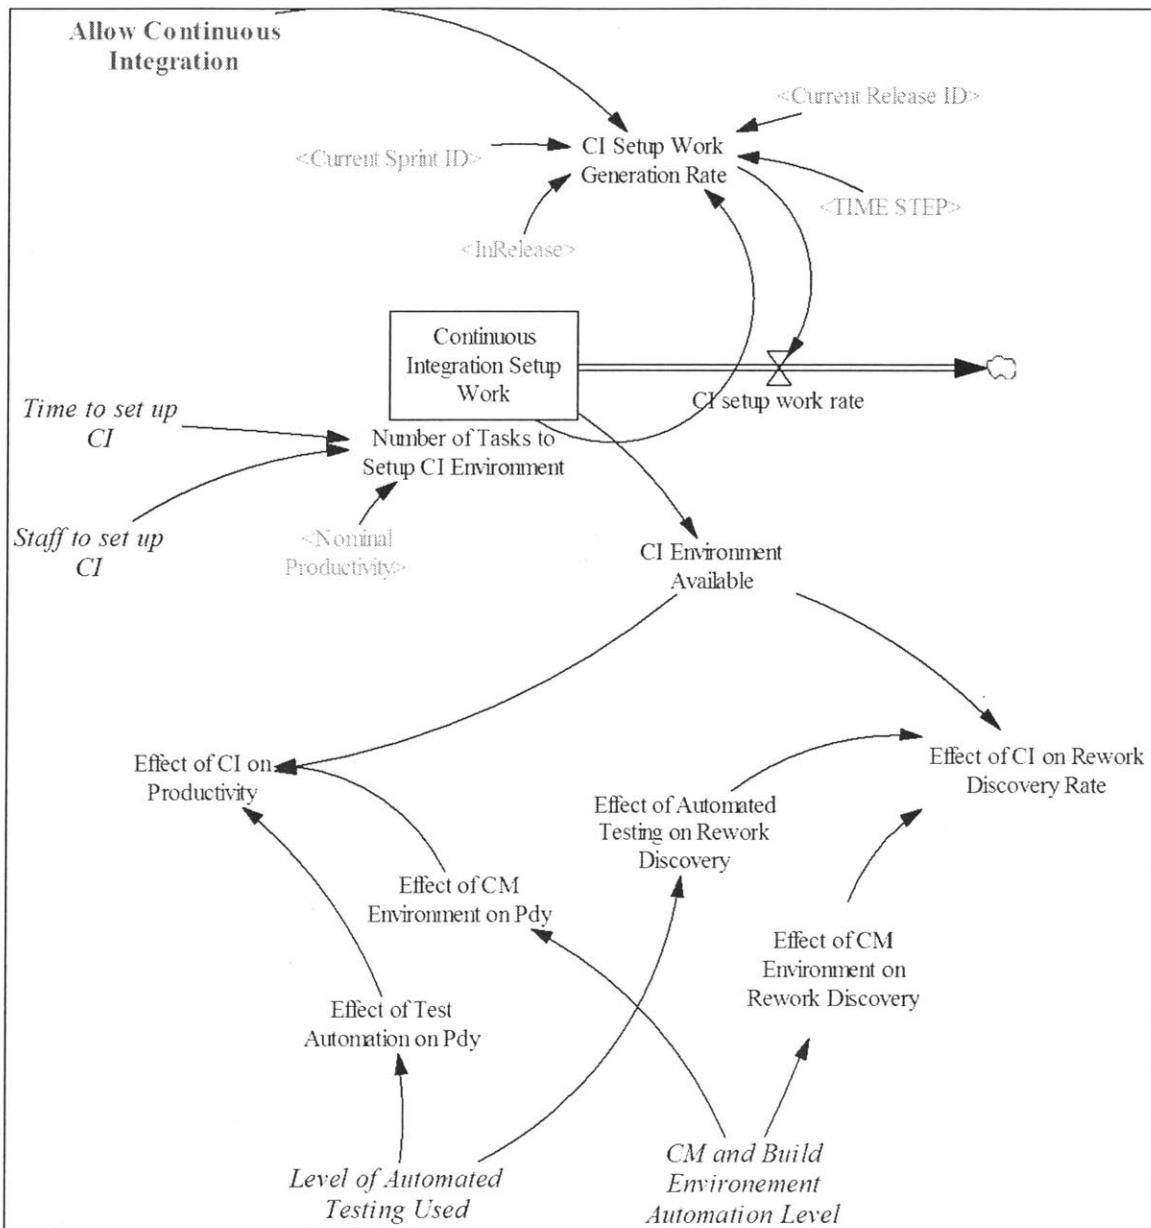 Allow Continuous
Integration
<Current Release ID>
<Current Sprint ID>
CI Setup Work
Generation Rate
<TIME STEP>
<InRelease>
Continuous
Integration Setup
Work
CI setup work rate
Time to set up
CI
Number of Tasks to
Setup CI Environment
Staff to set up
CI
<Nominal
Productivity>
CI Environment
Available
Effect of CI on
Productivity
Effect of CI on Rework
Discovery Rate
Effect of Automated
Testing on Rework
Discovery
Effect of CM
Environment on Pdy
Effect of CM
Environment on
Rework Discovery
Effect of Test
Automation on Pdy
Level of Automated
Testing Used
CM and Build
Environement
Automation Level